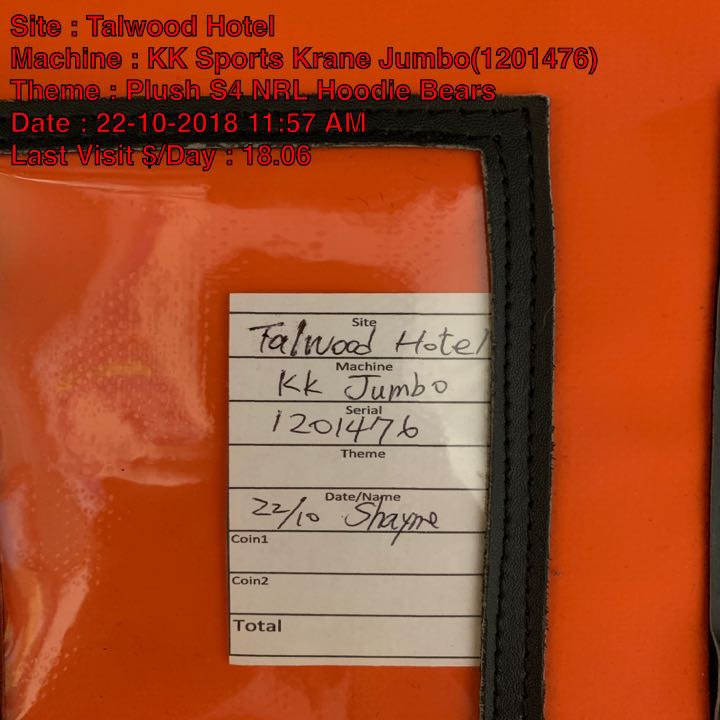 Site : Talwood Hotel
Machine : KK Sports Krane Jumbo(1201476)
Theme : Plush S4 NRL Hoodie Bears
Date : 22-10-2018 11:57 AM
Last Visit $/Day : 18.06
Site
Talwood Hotel
Machine
KK Jumbo
Serial
1201476
Theme
Date/Name
22/10 Shayne
Coin1
Coin2
Total